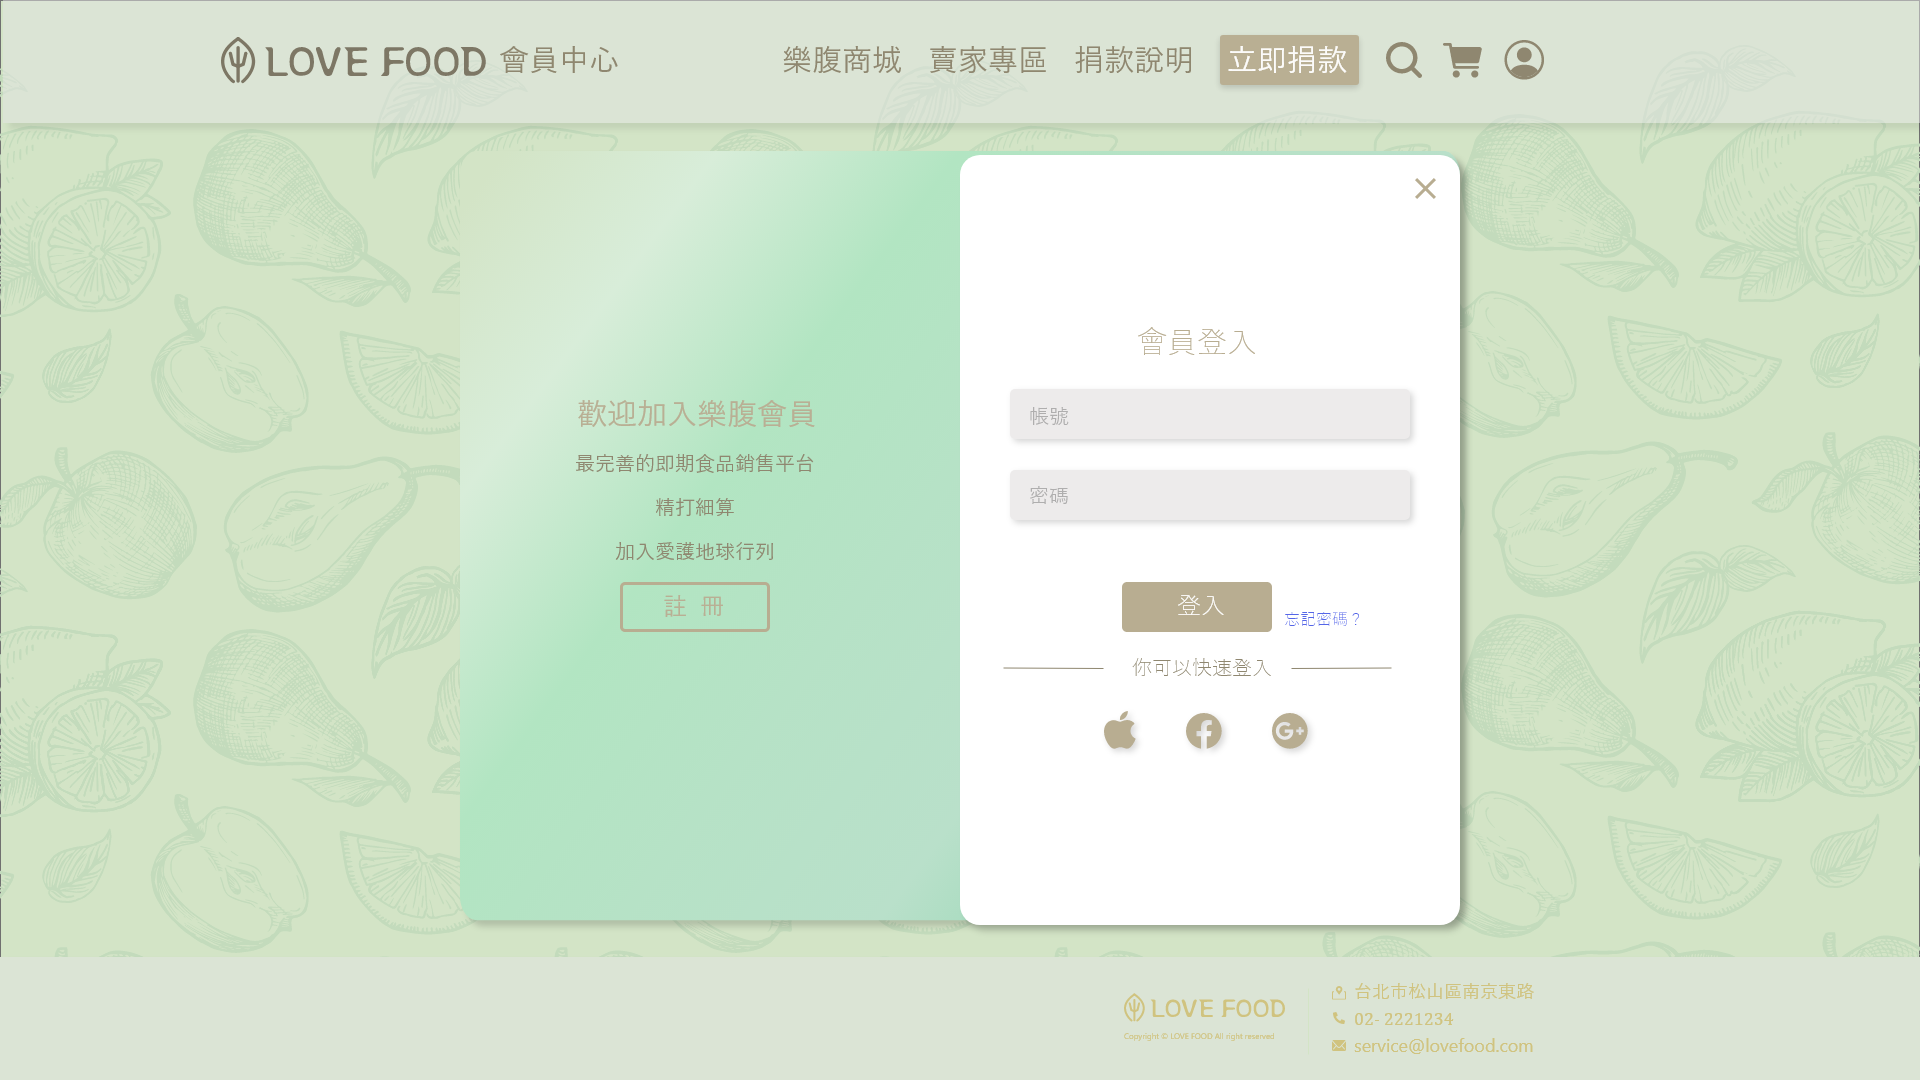 LOVE FOOD 會員中心
樂腹商城 賣家專區 捐款說明 立即捐款
歡迎加入樂腹會員
最完善的即期食品銷售平台
精打細算
加入愛護地球行列
註 冊
會員登入
帳號
密碼
登入
忘記密碼？
你可以快速登入
LOVE FOOD
Copyright © LOVE FOOD All right reserved
台北市松山區南京東路
02- 2221234
service@lovefood.com